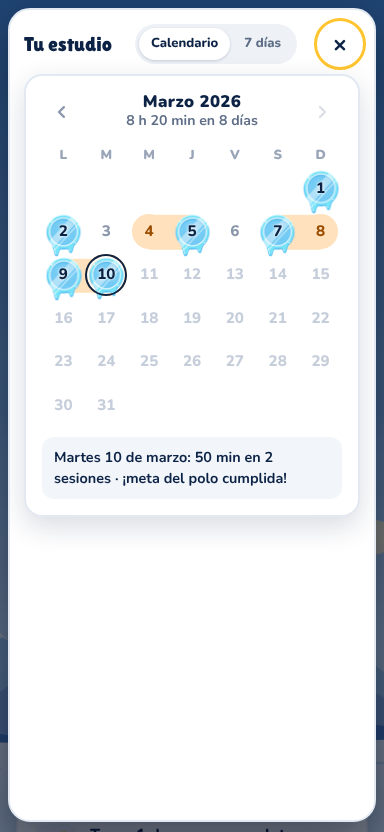 Tu estudio
Calendario
7 días
Marzo 2026
8 h 20 min en 8 días
L M M J V S D
1
2 3 4 5 6 7 8
9 10 11 12 13 14 15
16 17 18 19 20 21 22
23 24 25 26 27 28 29
30 31
Martes 10 de marzo: 50 min en 2
sesiones · ¡meta del polo cumplida!